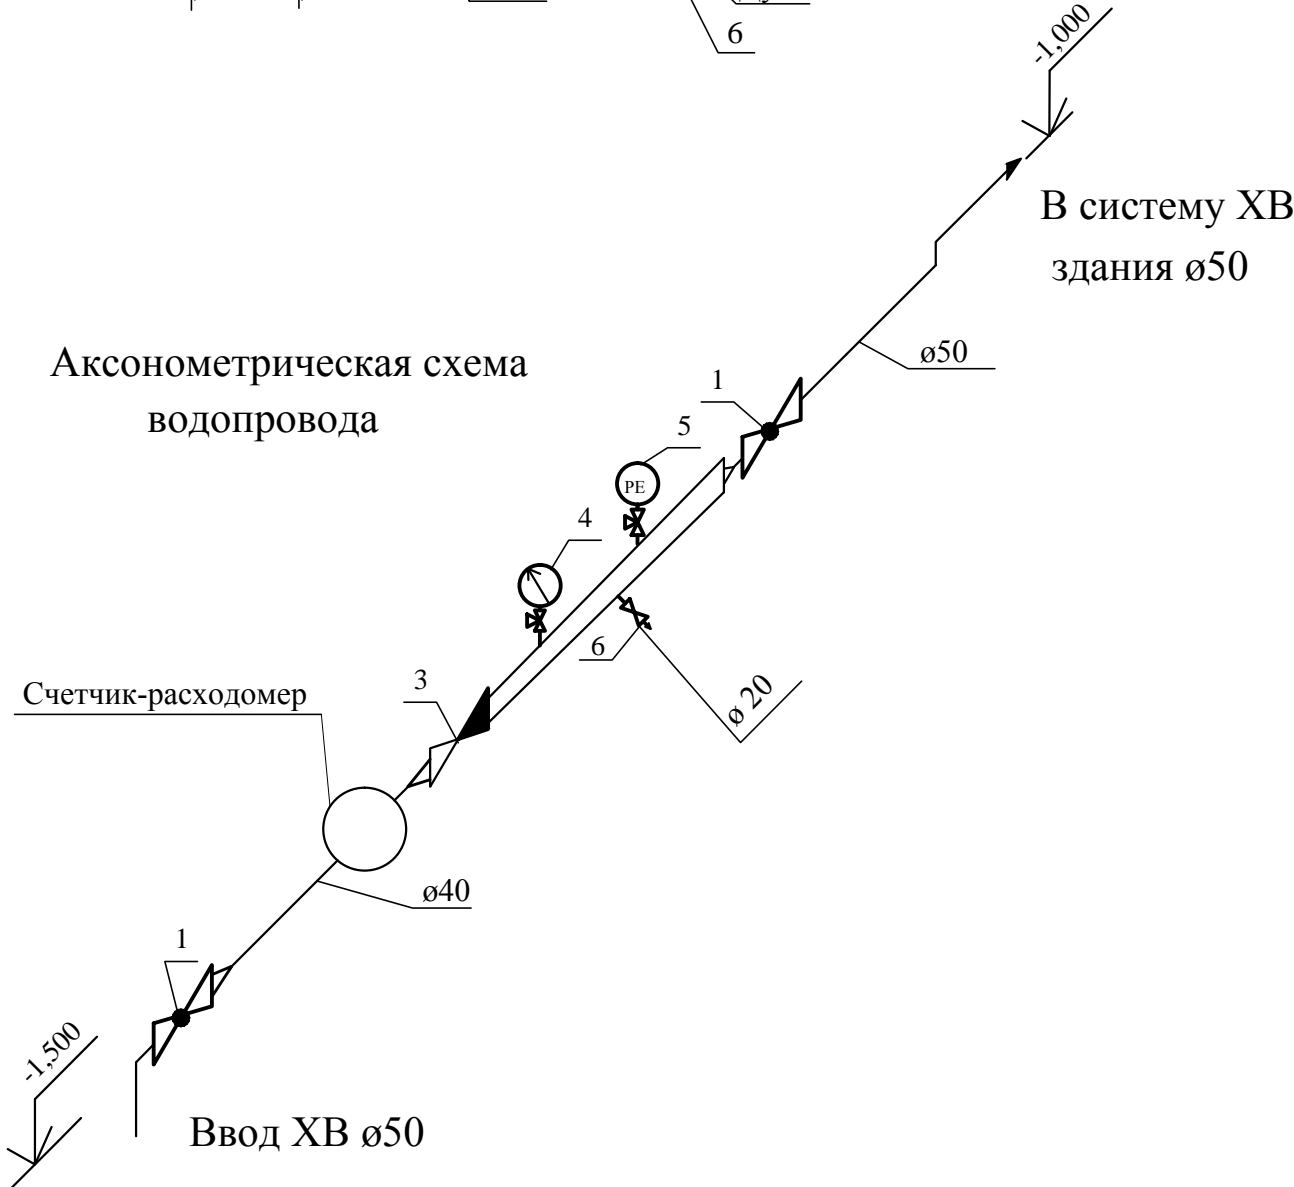 6
-1,000
В систему ХВ
здания ø50
Аксонометрическая схема
водопровода
ø50
1
5
PE
4
6
3
ø 20
Счетчик-расходомер
ø40
1
-1,500
Ввод ХВ ø50